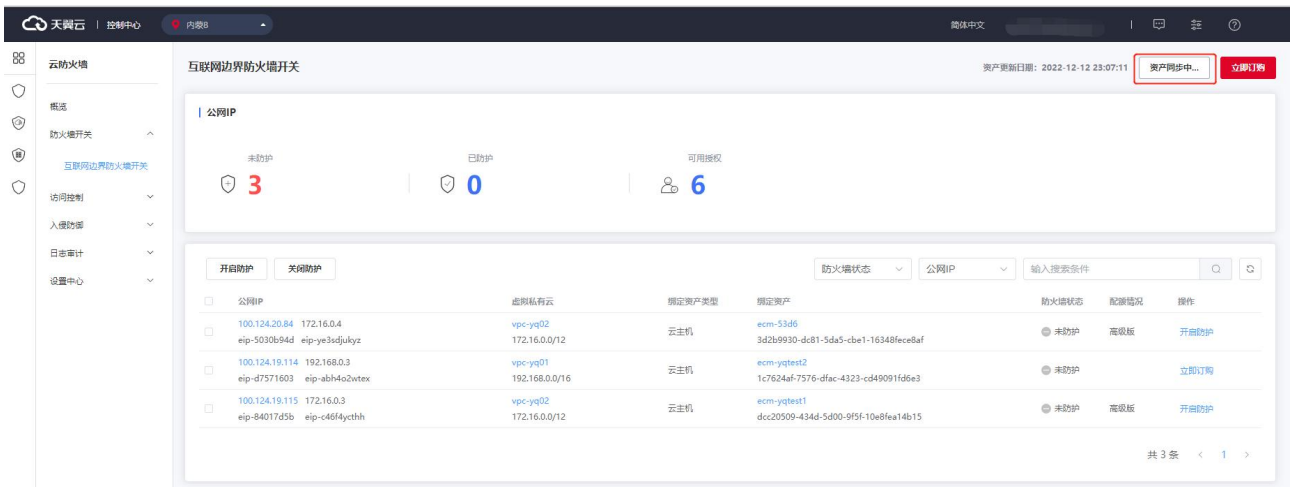 天翼云 | 控制中心 内蒙8 简体中文
云防火墙
概览
防火墙开关
互联网边界防火墙开关
访问控制
入侵防御
日志审计
设置中心
互联网边界防火墙开关 资产更新日期：2022-12-12 23:07:11 资产同步中... 立即订购
公网IP
未防护 已防护 可用授权
3 0 6
开启防护 关闭防护 防火墙状态 公网IP 输入搜索条件
公网IP 虚拟私有云 绑定资产类型 绑定资产 防火墙状态 配额情况 操作
100.124.20.84 172.16.0.4 vpc-yq02 云主机 ecm-53d6 未防护 高级版 开启防护
eip-5030b94d eip-ye3sdjukyz 172.16.0.0/12 3d2b9930-dc81-5da5-cbe1-16348fece8af
100.124.19.114 192.168.0.3 vpc-yq01 云主机 ecm-yqtest2 未防护 立即订购
eip-d7571603 eip-abh4o2wtex 192.168.0.0/16 1c7624af-7576-dfac-4323-cd49091fd6e3
100.124.19.115 172.16.0.3 vpc-yq02 云主机 ecm-yqtest1 未防护 高级版 开启防护
eip-84017d5b eip-c46f4ycthh 172.16.0.0/12 dcc20509-434d-5d00-9f5f-10e8fea14b15
共 3 条 < 1 >